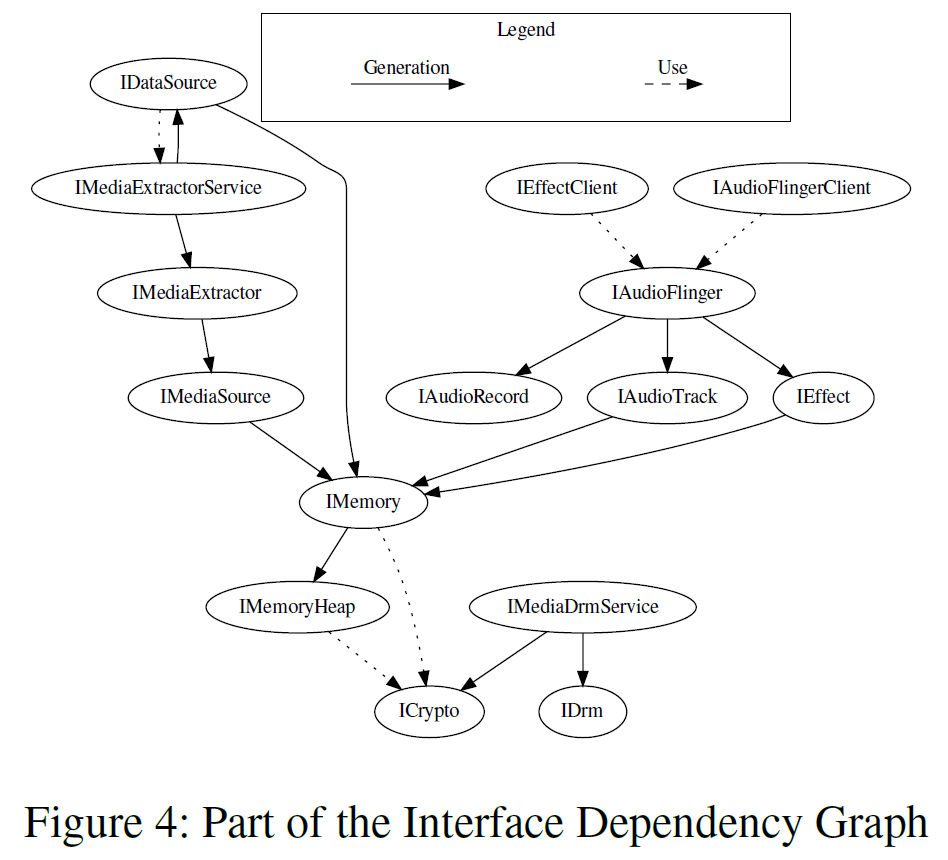 Legend
Generation
Use
IDataSource
IMediaExtractorService
IEffectClient
IAudioFlingerClient
IMediaExtractor
IAudioFlinger
IMediaSource
IAudioRecord
IAudioTrack
IEffect
IMemory
IMemoryHeap
IMediaDrmService
ICrypto
IDrm
Figure 4: Part of the Interface Dependency Graph